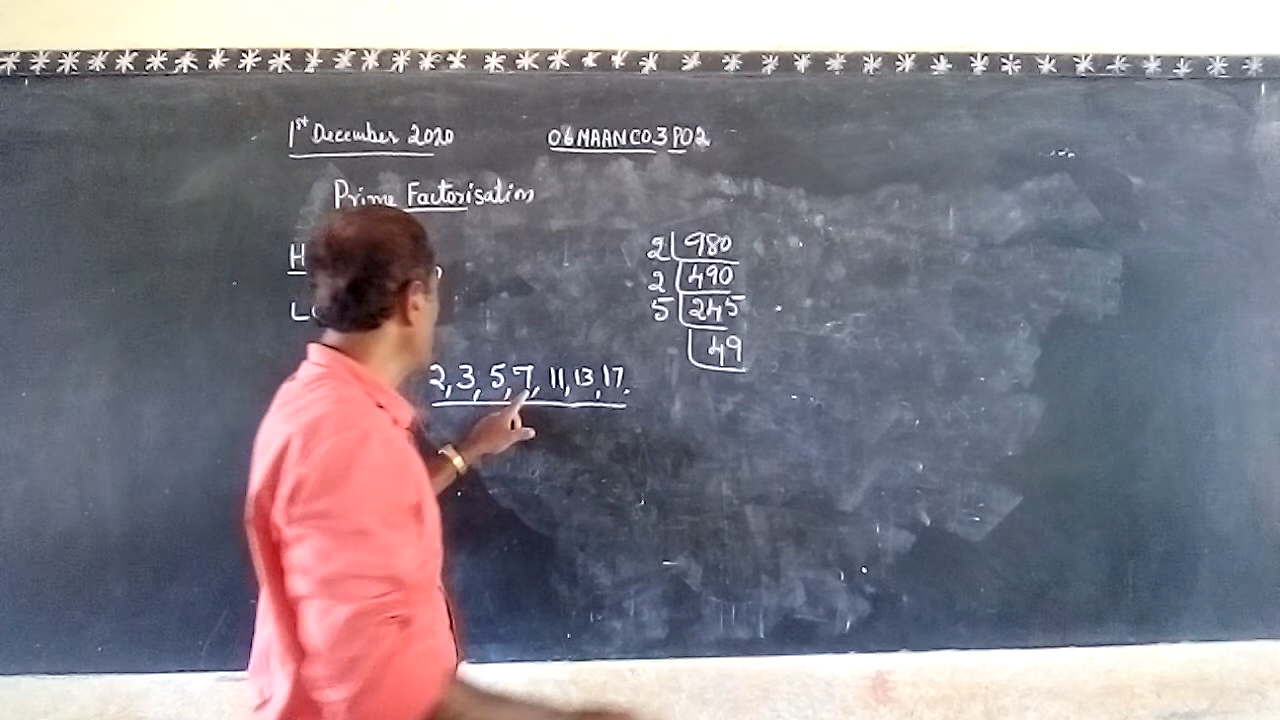 1st December 2020
06MAANC03P02
Prime Factorisation
2 980
2 490
5 245
49
2, 3, 5, 7, 11, 13, 17.